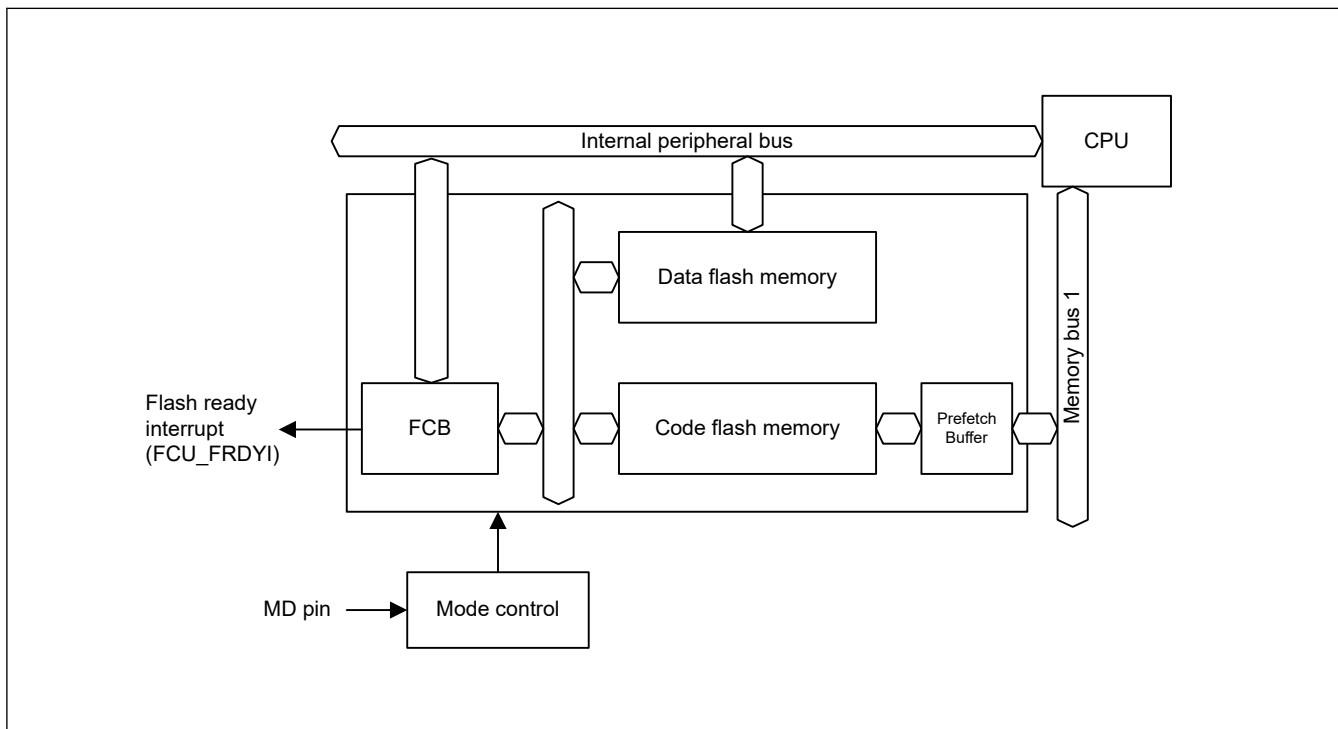 Internal peripheral bus
CPU
Data flash memory
Memory bus 1
Flash ready
interrupt
(FCU_FRDYI)
FCB
Code flash memory
Prefetch
Buffer
MD pin
Mode control